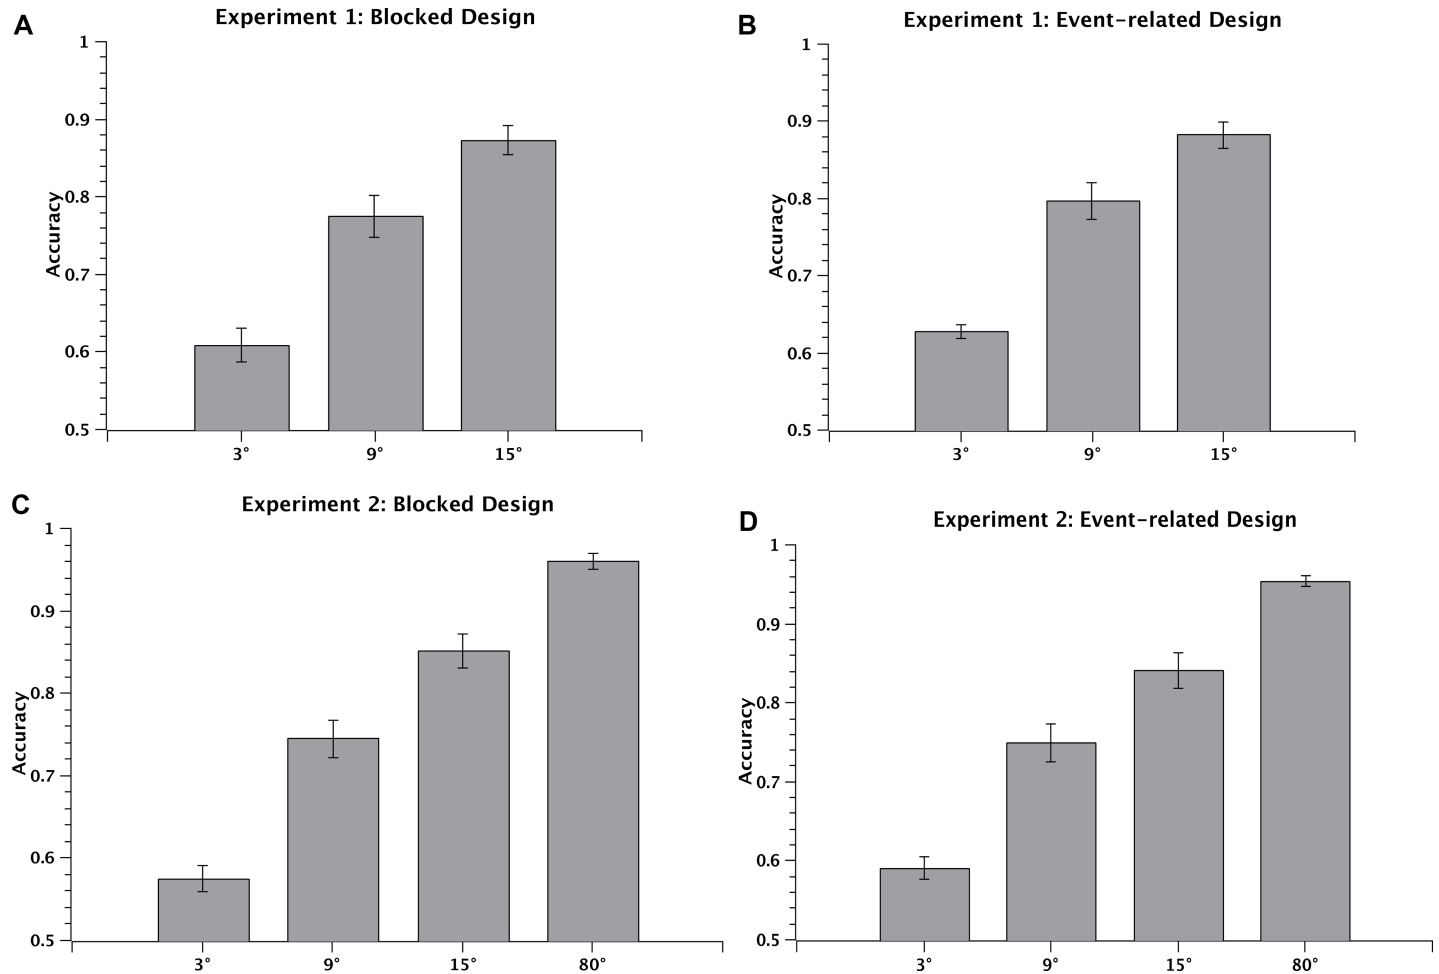 A
Experiment 1: Blocked Design
1
0.9
0.8
0.7
0.6
0.5
Accuracy
3° 9° 15°
B
Experiment 1: Event-related Design
1
0.9
0.8
0.7
0.6
0.5
Accuracy
3° 9° 15°
C
Experiment 2: Blocked Design
1
0.9
0.8
0.7
0.6
0.5
Accuracy
3° 9° 15° 80°
D
Experiment 2: Event-related Design
1
0.9
0.8
0.7
0.6
0.5
Accuracy
3° 9° 15° 80°